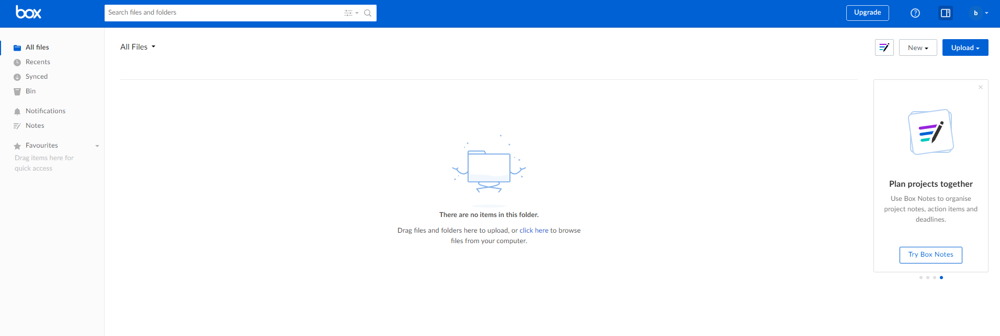 box
Search files and folders
Upgrade
?
b
All files
Recents
Synced
Bin
Notifications
Notes
Favourites
Drag items here for
quick access
All Files
New
Upload
There are no items in this folder.
Drag files and folders here to upload, or click here to browse
files from your computer.
Plan projects together
Use Box Notes to organise
project notes, action items and
deadlines.
Try Box Notes